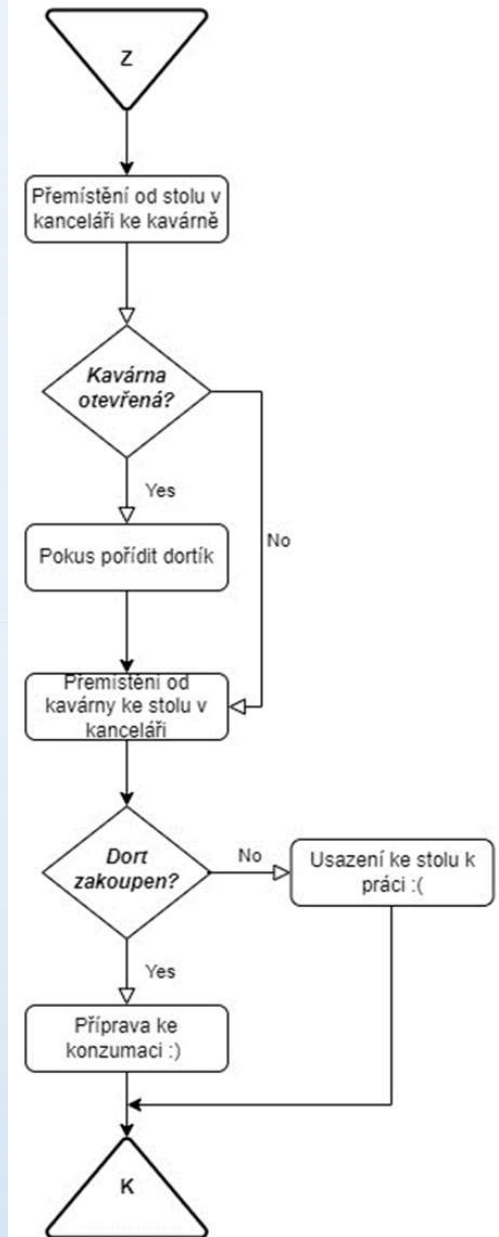 Z
Přemístění od stolu v
kanceláři ke kavárně
Kavárna
otevřená?
Yes
No
Pokus pořídit dortík
Přemístění od
kavárny ke stolu v
kanceláři
Dort
zakoupen?
No
Usazení ke stolu k
práci :(
Yes
Příprava ke
konzumaci :)
K